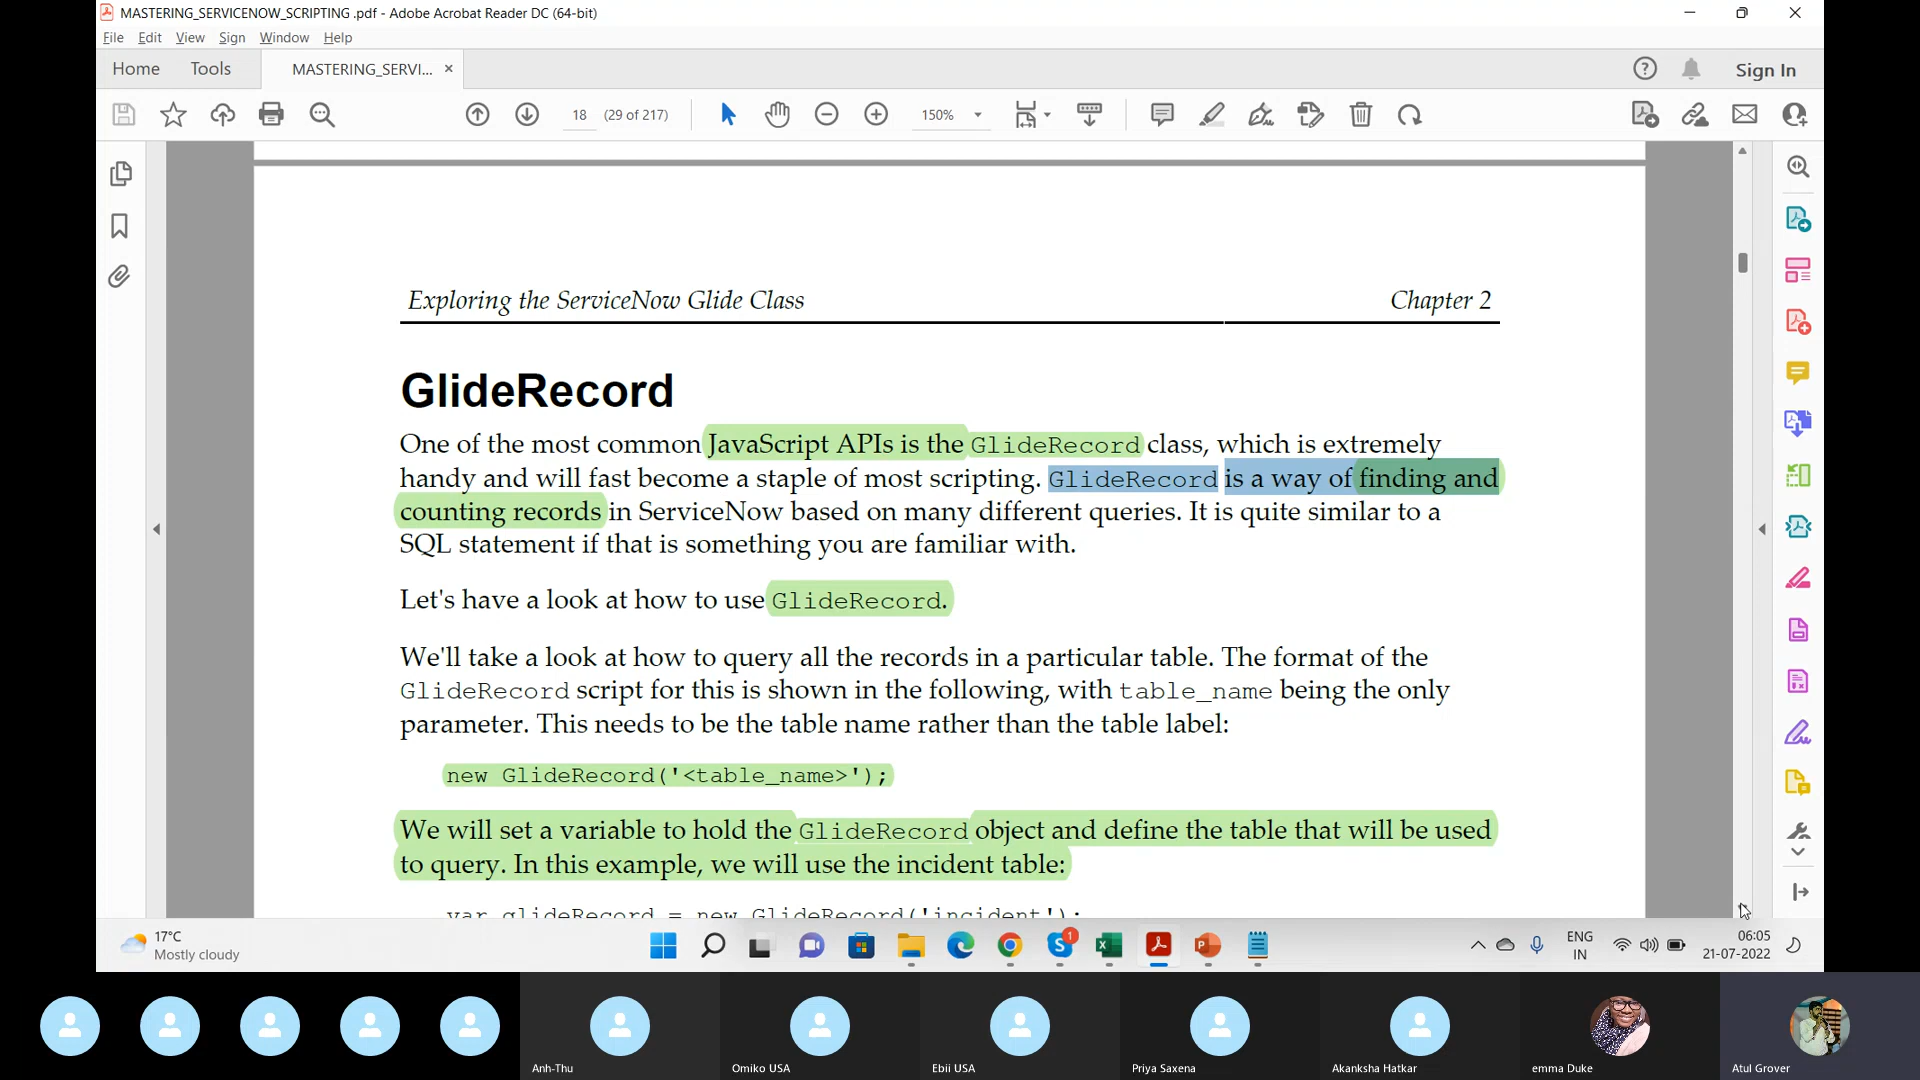 MASTERING_SERVICENOW_SCRIPTING .pdf - Adobe Acrobat Reader DC (64-bit)
File Edit View Sign Window Help
Home Tools MASTERING_SERVI... × Sign In
18 (29 of 217) 150%
Exploring the ServiceNow Glide Class Chapter 2
GlideRecord
One of the most common JavaScript APIs is the GlideRecord class, which is extremely
handy and will fast become a staple of most scripting. GlideRecord is a way of finding and
counting records in ServiceNow based on many different queries. It is quite similar to a
SQL statement if that is something you are familiar with.
Let's have a look at how to use GlideRecord.
We'll take a look at how to query all the records in a particular table. The format of the
GlideRecord script for this is shown in the following, with table_name being the only
parameter. This needs to be the table name rather than the table label:
new GlideRecord('<table_name>');
We will set a variable to hold the GlideRecord object and define the table that will be used
to query. In this example, we will use the incident table:
var glideRecord = new GlideRecord('incident');
17°C
Mostly cloudy
1
ENG
IN
06:05
21-07-2022
Anh-Thu Omiko USA Ebii USA Priya Saxena Akanksha Hatkar emma Duke Atul Grover